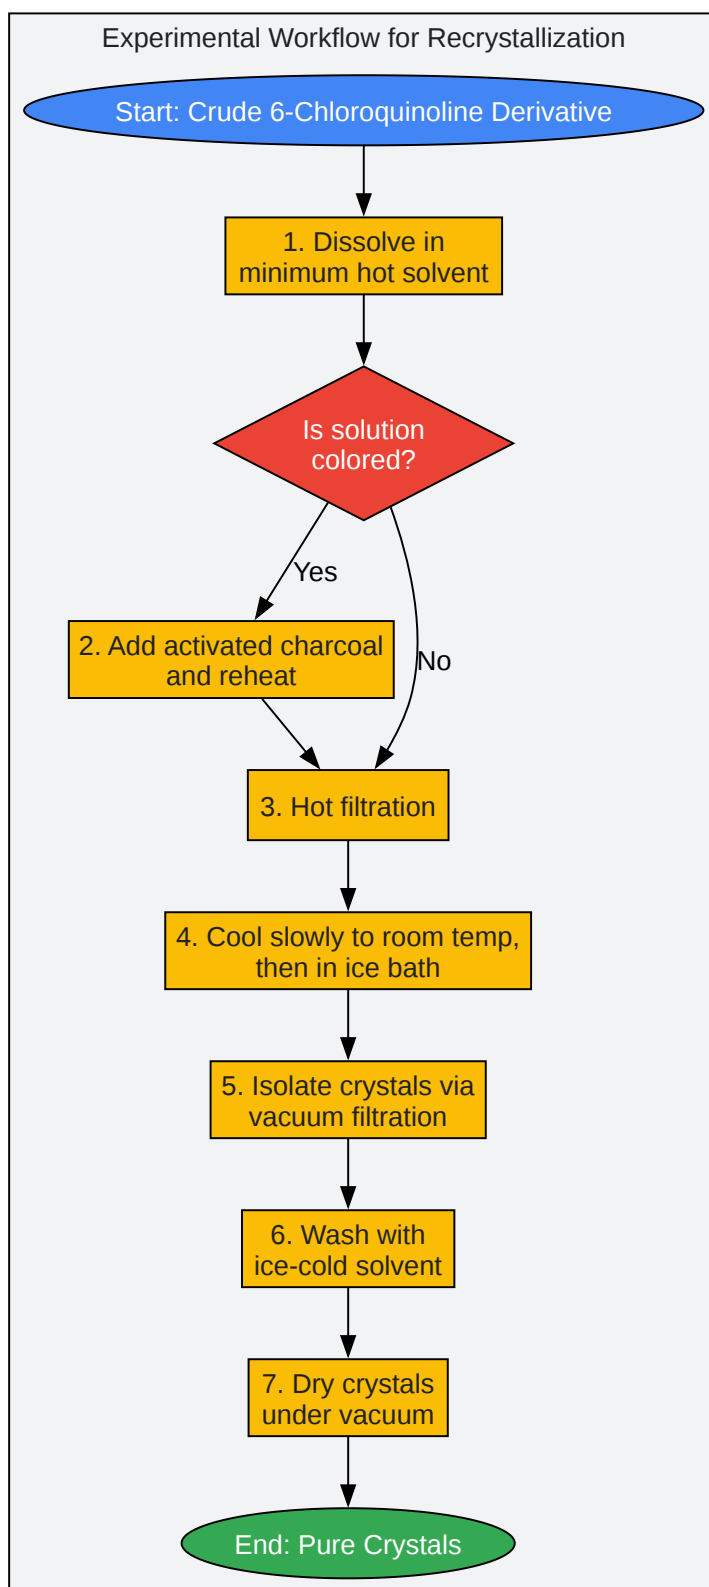 Experimental Workflow for Recrystallization
Start: Crude 6-Chloroquinoline Derivative
1. Dissolve in
minimum hot solvent
Is solution
colored?
Yes
2. Add activated charcoal
and reheat
No
3. Hot filtration
4. Cool slowly to room temp,
then in ice bath
5. Isolate crystals via
vacuum filtration
6. Wash with
ice-cold solvent
7. Dry crystals
under vacuum
End: Pure Crystals